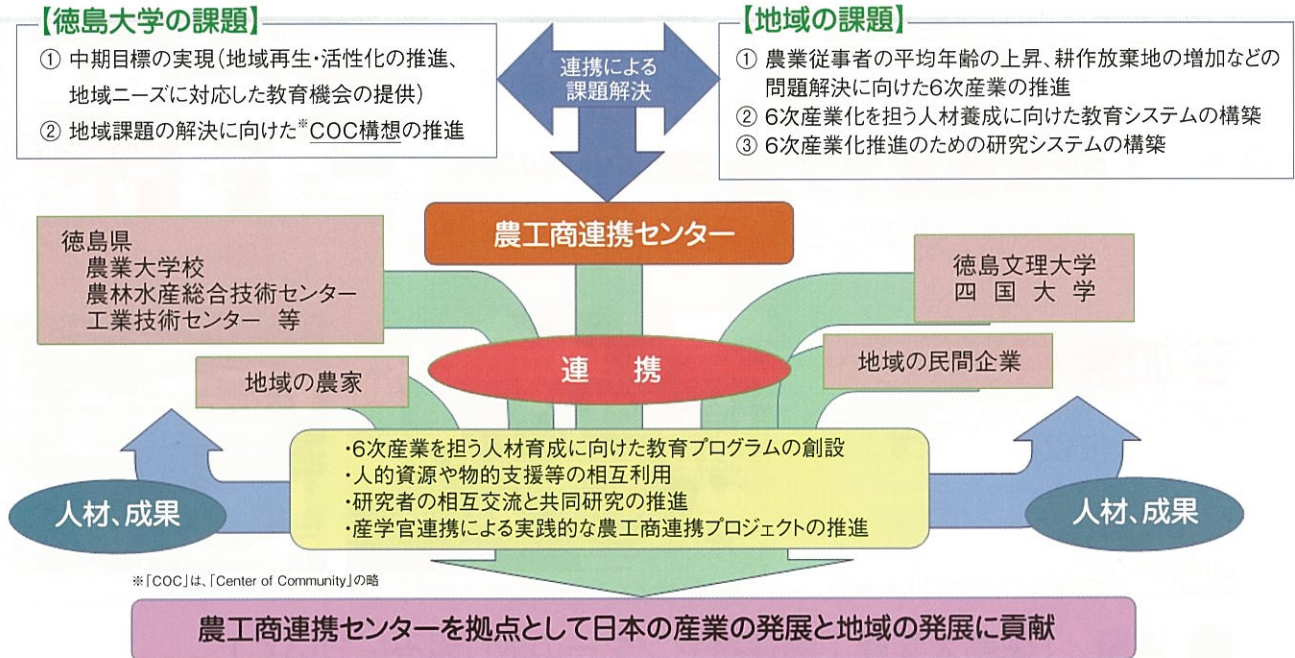 【徳島大学の課題】
① 中期目標の実現(地域再生・活性化の推進、
地域ニーズに対応した教育機会の提供)
② 地域課題の解決に向けた※COC構想の推進
連携による
課題解決
【地域の課題】
① 農業従事者の平均年齢の上昇、耕作放棄地の増加などの
問題解決に向けた6次産業の推進
② 6次産業化を担う人材養成に向けた教育システムの構築
③ 6次産業化推進のための研究システムの構築
農工商連携センター
徳島県
農業大学校
農林水産総合技術センター
工業技術センター 等
徳島文理大学
四国大学
連 携
地域の農家
地域の民間企業
・6次産業を担う人材育成に向けた教育プログラムの創設
・人的資源や物的支援等の相互利用
・研究者の相互交流と共同研究の推進
・産学官連携による実践的な農工商連携プロジェクトの推進
人材、成果
人材、成果
※「COC」は、「Center of Community」の略
農工商連携センターを拠点として日本の産業の発展と地域の発展に貢献